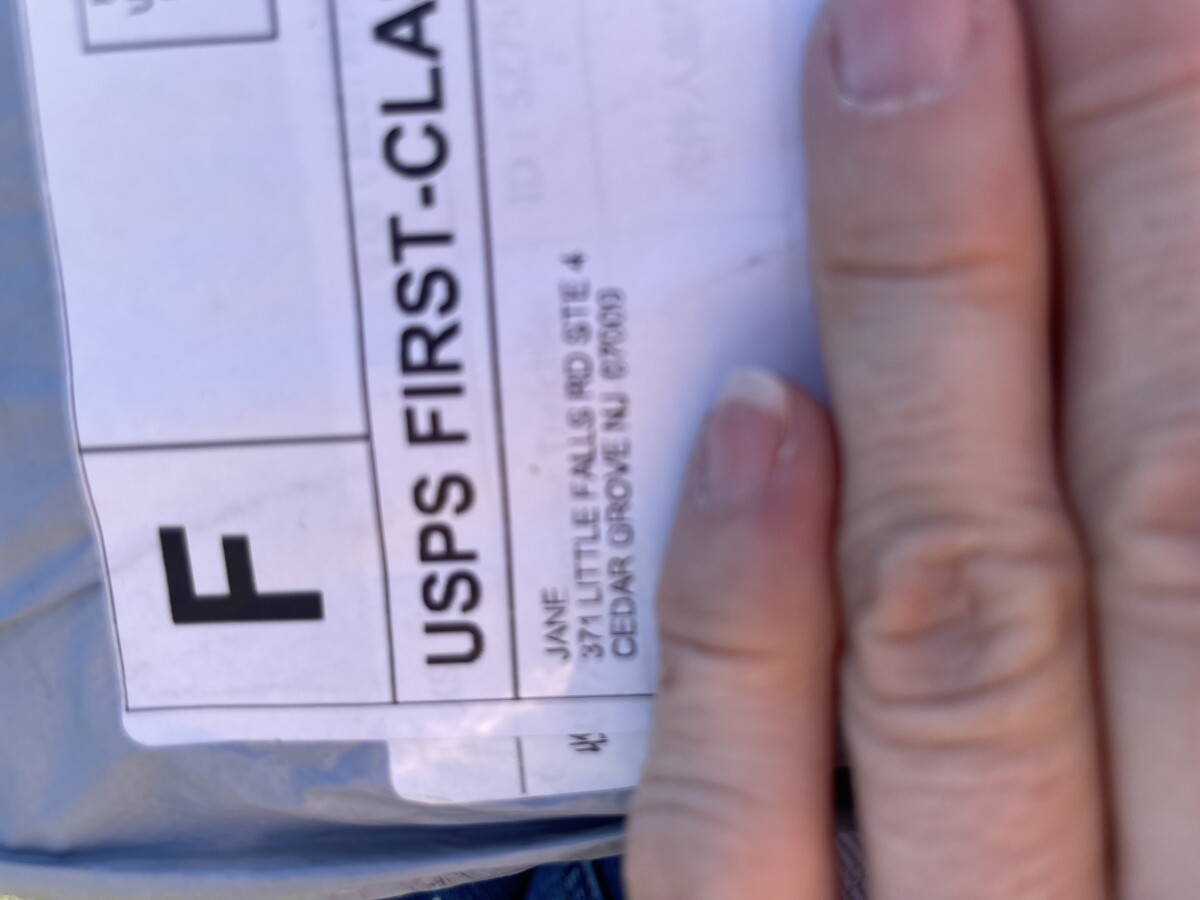 F
USPS FIRST-CLA
JANE
371 LITTLE FALLS RD STE 4
CEDAR GROVE NJ